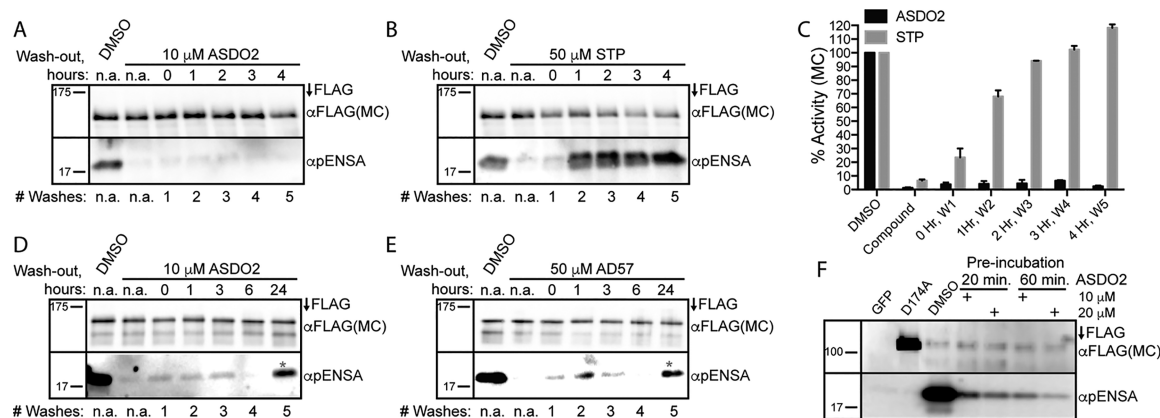 A
DMSO
10 µM ASDO2
Wash-out, hours:
n.a. n.a. 0 1 2 3 4
175
↓FLAG
αFLAG(MC)
αpENSA
17
# Washes: n.a. n.a. 1 2 3 4 5
B
DMSO
50 µM STP
Wash-out, hours:
n.a. n.a. 0 1 2 3 4
175
↓FLAG
αFLAG(MC)
αpENSA
17
# Washes: n.a. n.a. 1 2 3 4 5
C
ASDO2
STP
% Activity (MC)
120
110
100
90
80
70
60
50
40
30
20
10
0
DMSO
Compound
0 Hr, W1
1Hr, W2
2 Hr, W3
3 Hr, W4
4 Hr, W5
D
DMSO
10 µM ASDO2
Wash-out, hours:
n.a. n.a. 0 1 3 6 24
175
↓FLAG
αFLAG(MC)
*
αpENSA
17
# Washes: n.a. n.a. 1 2 3 4 5
E
DMSO
50 µM AD57
Wash-out, hours:
n.a. n.a. 0 1 3 6 24
175
↓FLAG
αFLAG(MC)
*
αpENSA
17
# Washes: n.a. n.a. 1 2 3 4 5
F
GFP
D174A
DMSO
Pre-incubation
20 min. 60 min. ASDO2
+ + 10 µM
+ + 20 µM
↓FLAG
100
αFLAG(MC)
αpENSA
17